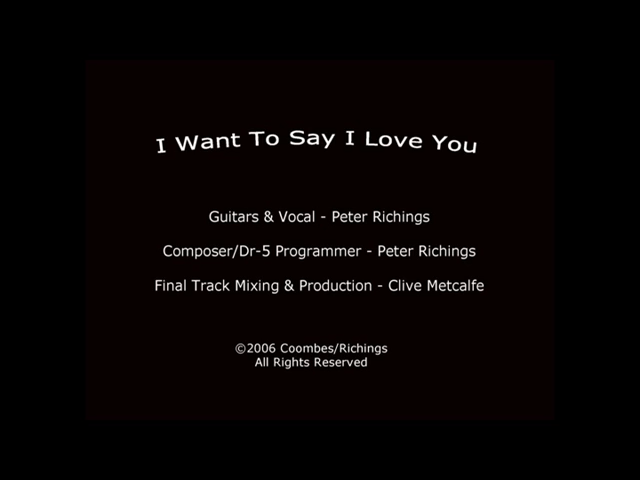 I Want To Say I Love You
Guitars & Vocal - Peter Richings
Composer/Dr-5 Programmer - Peter Richings
Final Track Mixing & Production - Clive Metcalfe
©2006 Coombes/Richings
All Rights Reserved